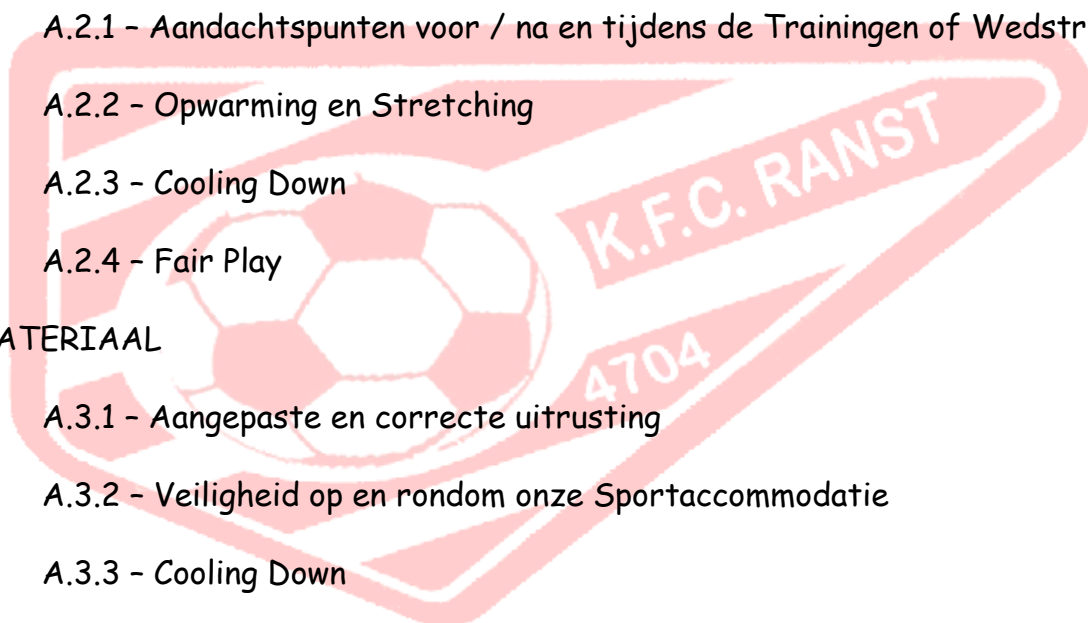 A.2.1 – Aandachtspunten voor / na en tijdens de Trainingen of Wedstr
A.2.2 – Opwarming en Stretching
A.2.3 – Cooling Down
K.F.C. RANST
A.2.4 – Fair Play
ATERIAAL
4704
A.3.1 – Aangepaste en correcte uitrusting
A.3.2 – Veiligheid op en rondom onze Sportaccommodatie
A.3.3 – Cooling Down